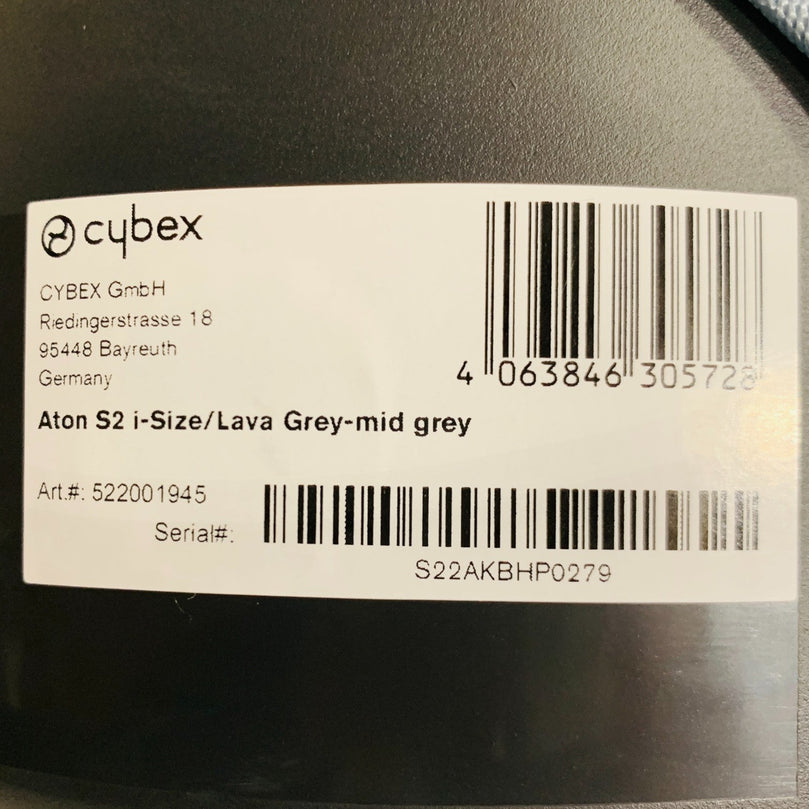 cybex
CYBEX GmbH
Riedingerstrasse 18
95448 Bayreuth
Germany
4 063846 305728
Aton S2 i-Size/Lava Grey-mid grey
Art.#: 522001945
Serial#:
S22AKBHP0279